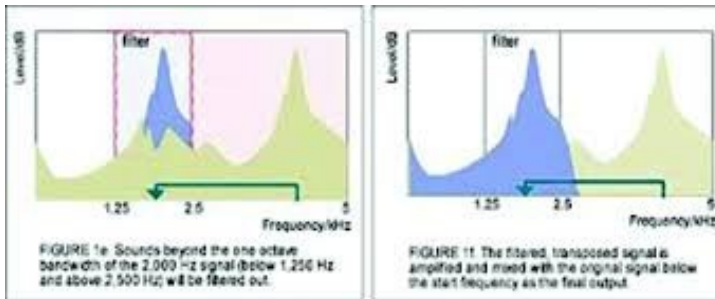 filter
Level/dB
1.25
2.5
5
Frequency/kHz
FIGURE 1e. Sounds beyond the one octave
bandwidth of the 2,000 Hz signal (below 1,250 Hz
and above 2,500 Hz) will be filtered out.
filter
Level/dB
1.25
2.5
5
Frequency/kHz
FIGURE 1f. The filtered, transposed signal is
amplified and mixed with the original signal below
the start frequency as the final output.